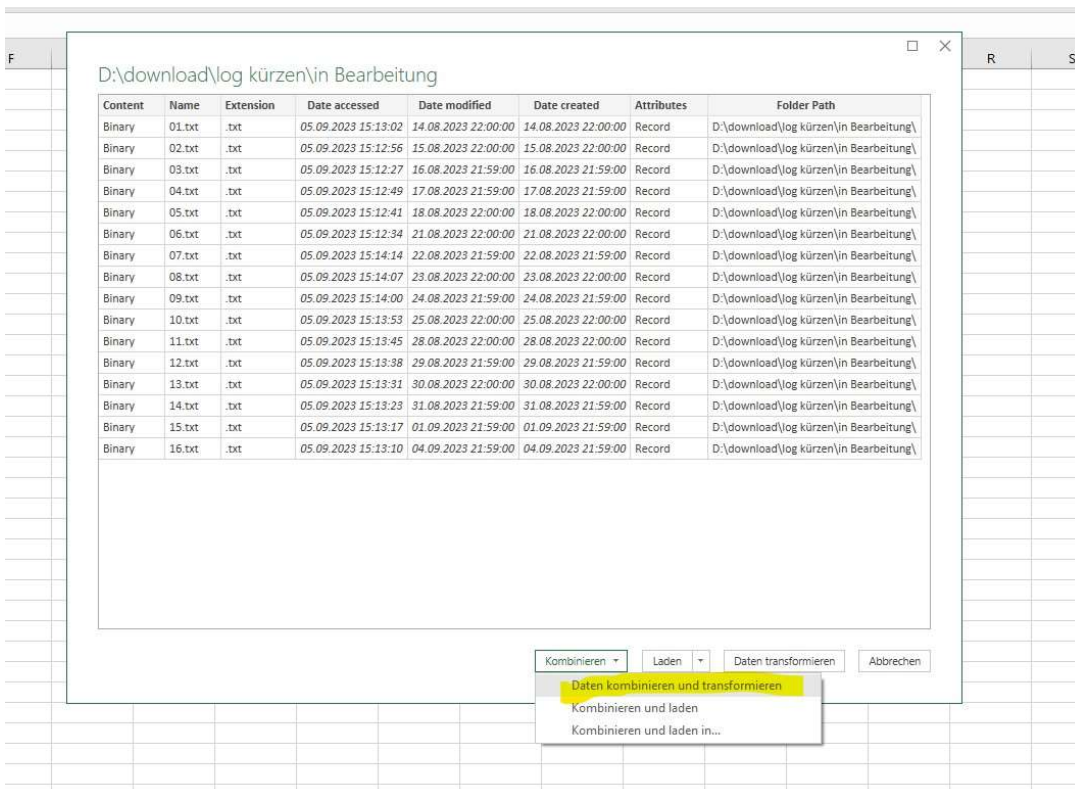 F R S
D:\download\log kürzen\in Bearbeitung
Content Name Extension Date accessed Date modified Date created Attributes Folder Path
Binary 01.txt .txt 05.09.2023 15:13:02 14.08.2023 22:00:00 14.08.2023 22:00:00 Record D:\download\log kürzen\in Bearbeitung\
Binary 02.txt .txt 05.09.2023 15:12:56 15.08.2023 22:00:00 15.08.2023 22:00:00 Record D:\download\log kürzen\in Bearbeitung\
Binary 03.txt .txt 05.09.2023 15:12:27 16.08.2023 21:59:00 16.08.2023 21:59:00 Record D:\download\log kürzen\in Bearbeitung\
Binary 04.txt .txt 05.09.2023 15:12:49 17.08.2023 21:59:00 17.08.2023 21:59:00 Record D:\download\log kürzen\in Bearbeitung\
Binary 05.txt .txt 05.09.2023 15:12:41 18.08.2023 22:00:00 18.08.2023 22:00:00 Record D:\download\log kürzen\in Bearbeitung\
Binary 06.txt .txt 05.09.2023 15:12:34 21.08.2023 22:00:00 21.08.2023 22:00:00 Record D:\download\log kürzen\in Bearbeitung\
Binary 07.txt .txt 05.09.2023 15:14:14 22.08.2023 21:59:00 22.08.2023 21:59:00 Record D:\download\log kürzen\in Bearbeitung\
Binary 08.txt .txt 05.09.2023 15:14:07 23.08.2023 22:00:00 23.08.2023 22:00:00 Record D:\download\log kürzen\in Bearbeitung\
Binary 09.txt .txt 05.09.2023 15:14:00 24.08.2023 21:59:00 24.08.2023 21:59:00 Record D:\download\log kürzen\in Bearbeitung\
Binary 10.txt .txt 05.09.2023 15:13:53 25.08.2023 22:00:00 25.08.2023 22:00:00 Record D:\download\log kürzen\in Bearbeitung\
Binary 11.txt .txt 05.09.2023 15:13:45 28.08.2023 22:00:00 28.08.2023 22:00:00 Record D:\download\log kürzen\in Bearbeitung\
Binary 12.txt .txt 05.09.2023 15:13:38 29.08.2023 21:59:00 29.08.2023 21:59:00 Record D:\download\log kürzen\in Bearbeitung\
Binary 13.txt .txt 05.09.2023 15:13:31 30.08.2023 22:00:00 30.08.2023 22:00:00 Record D:\download\log kürzen\in Bearbeitung\
Binary 14.txt .txt 05.09.2023 15:13:23 31.08.2023 21:59:00 31.08.2023 21:59:00 Record D:\download\log kürzen\in Bearbeitung\
Binary 15.txt .txt 05.09.2023 15:13:17 01.09.2023 21:59:00 01.09.2023 21:59:00 Record D:\download\log kürzen\in Bearbeitung\
Binary 16.txt .txt 05.09.2023 15:13:10 04.09.2023 21:59:00 04.09.2023 21:59:00 Record D:\download\log kürzen\in Bearbeitung\
Kombinieren Laden Daten transformieren Abbrechen
Daten kombinieren und transformieren
Kombinieren und laden
Kombinieren und laden in...